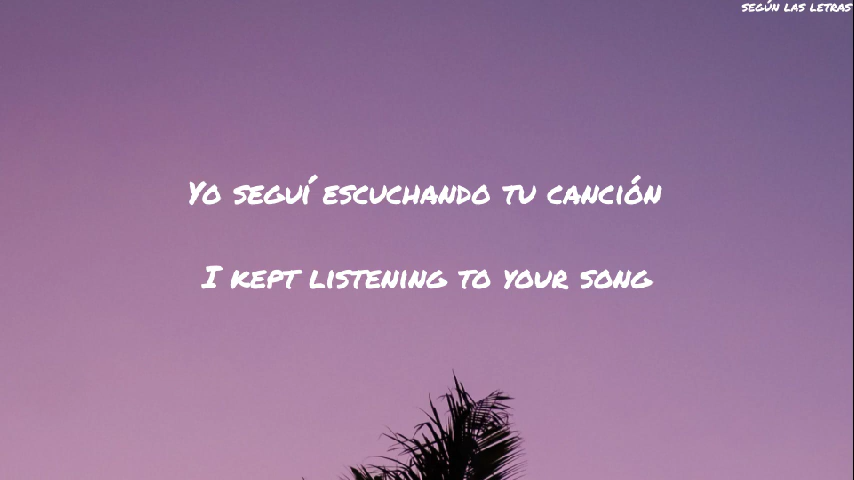 SEGÚN LAS LETRAS
YO SEGUÍ ESCUCHANDO TU CANCIÓN
I KEPT LISTENING TO YOUR SONG